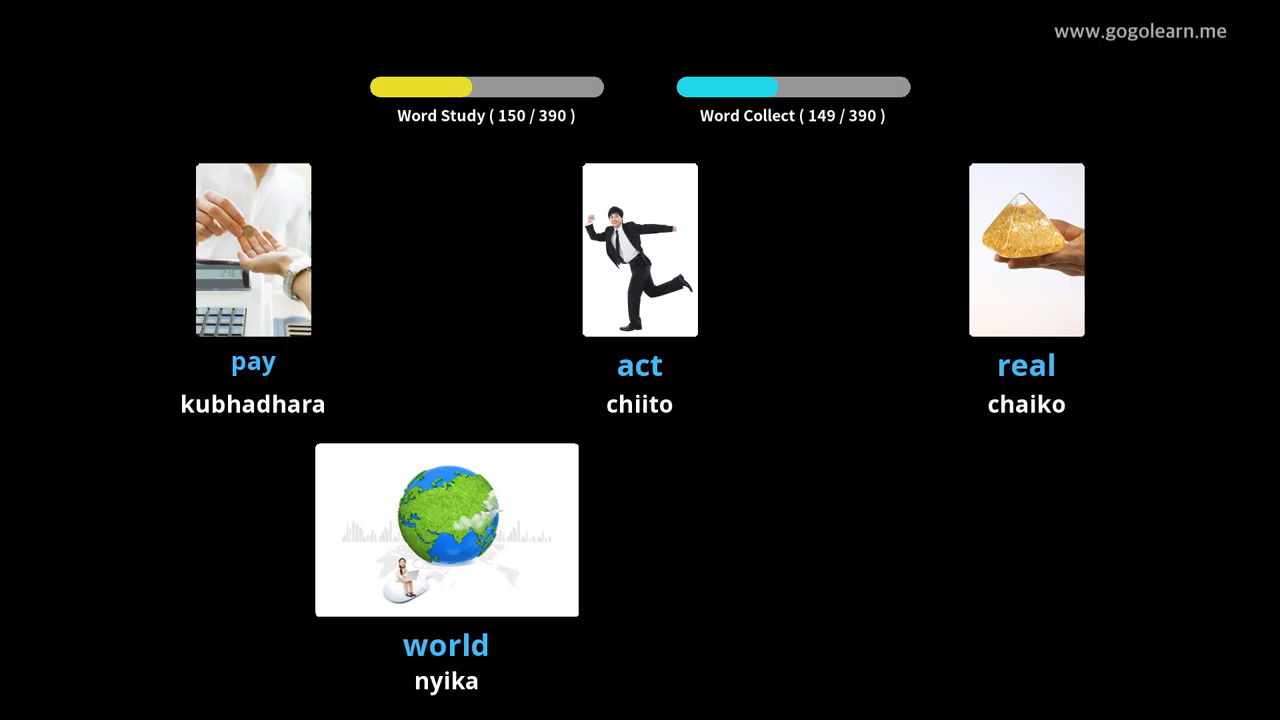 www.gogolearn.me
Word Study ( 150 / 390 )
Word Collect ( 149 / 390 )
216
pay
act
real
kubhadhara
chiito
chaiko
world
nyika